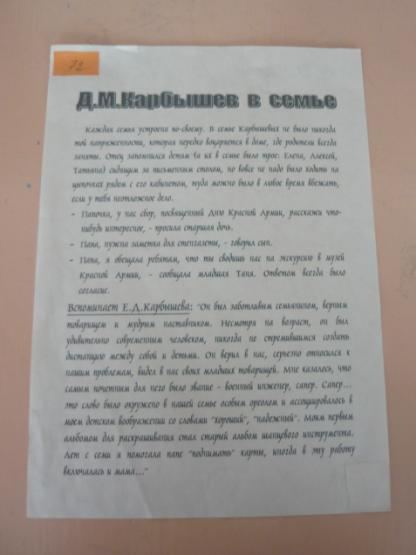 72
Д.М.Карбышев в семье
Каждая семья устроена по-своему. В семье Карбышевых не было никогда
той напряженности, которая нередко водворяется в доме, где родители всегда
заняты. Отец запомнился детям (а их в семье было трое: Елена, Алексей,
Татьяна) сидящим за письменным столом, но вовсе не надо было ходить на
цыпочках рядом с его кабинетом, туда можно было в любое время вбежать,
если у тебя неотложное дело.
- Папочка, у нас сбор, посвященный Дню Красной Армии, расскажи что-
нибудь интересное, - просила старшая дочь.
- Папа, нужна заметка для стенгазеты, - говорил сын.
- Папа, я обещала ребятам, что ты сводишь нас на экскурсию в музей
Красной Армии, - сообщала младшая Таня. Ответом всегда было
согласие.
Вспоминает Е.Д.Карбышева: "Он был заботливым семьянином, верным
товарищем и мудрым наставником. Несмотря на возраст, он был
удивительно современным человеком, никогда не стремившимся создать
дистанцию между собой и детьми. Он верил в нас, серьезно относился к
нашим проблемам, видел в нас своих младших товарищей. Мне казалось, что
самым почетным для него было звание - военный инженер, сапер. Сапер...
это слово было окружено в нашей семье особым ореолом и ассоциировалось в
моем детском воображении со словами "хороший", "надежный". Моим первым
альбомом для раскрашивания стал старый альбом шанцевого инструмента.
Лет с семи я помогала папе "поднимать" карты, иногда в эту работу
включалась и мама..."